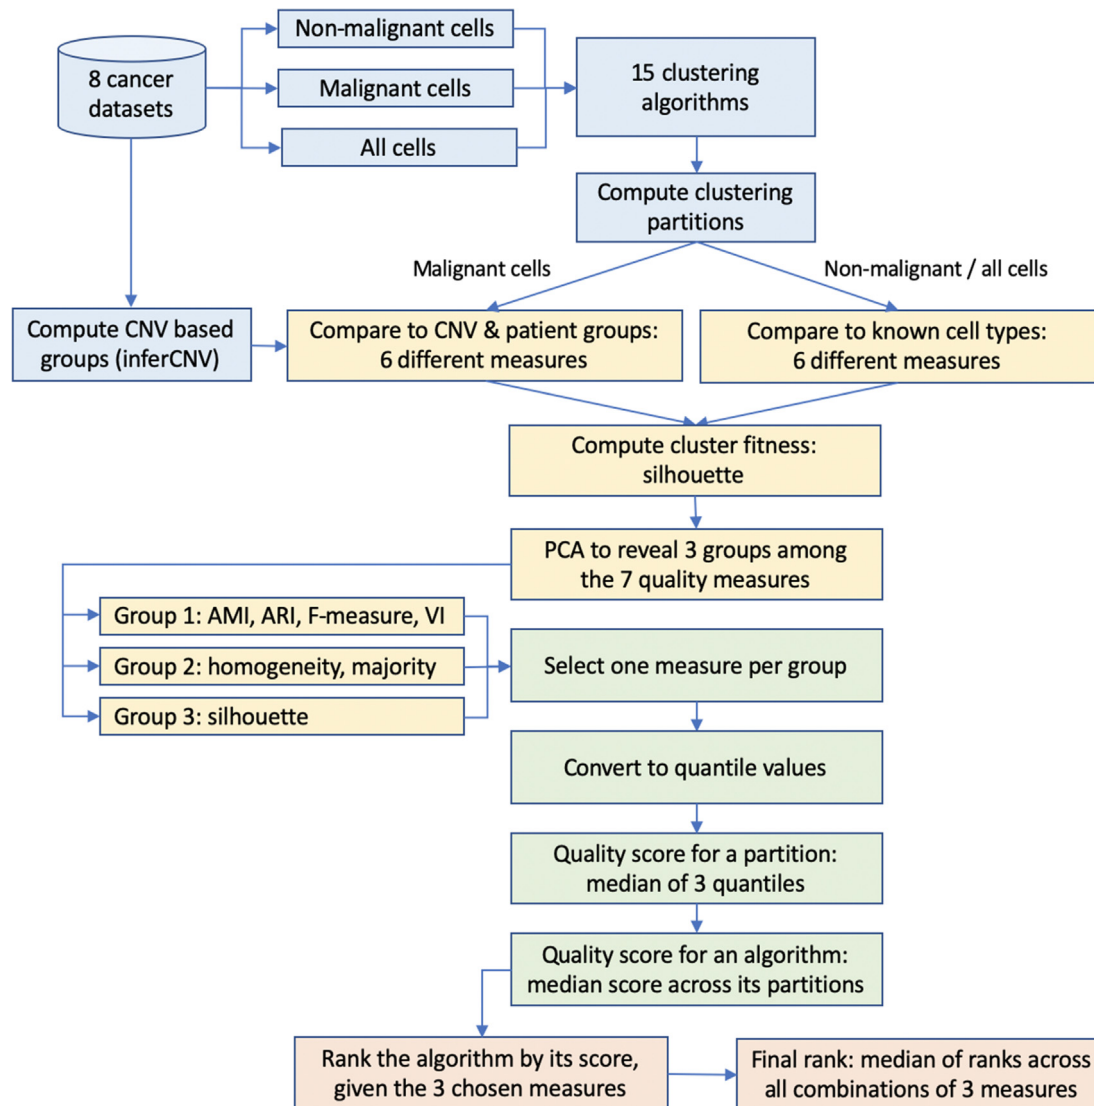 8 cancer
datasets
Non-malignant cells
Malignant cells
All cells
15 clustering
algorithms
Compute clustering
partitions
Malignant cells
Non-malignant / all cells
Compute CNV based
groups (inferCNV)
Compare to CNV & patient groups:
6 different measures
Compare to known cell types:
6 different measures
Compute cluster fitness:
silhouette
PCA to reveal 3 groups among
the 7 quality measures
Group 1: AMI, ARI, F-measure, VI
Group 2: homogeneity, majority
Group 3: silhouette
Select one measure per group
Convert to quantile values
Quality score for a partition:
median of 3 quantiles
Quality score for an algorithm:
median score across its partitions
Rank the algorithm by its score,
given the 3 chosen measures
Final rank: median of ranks across
all combinations of 3 measures